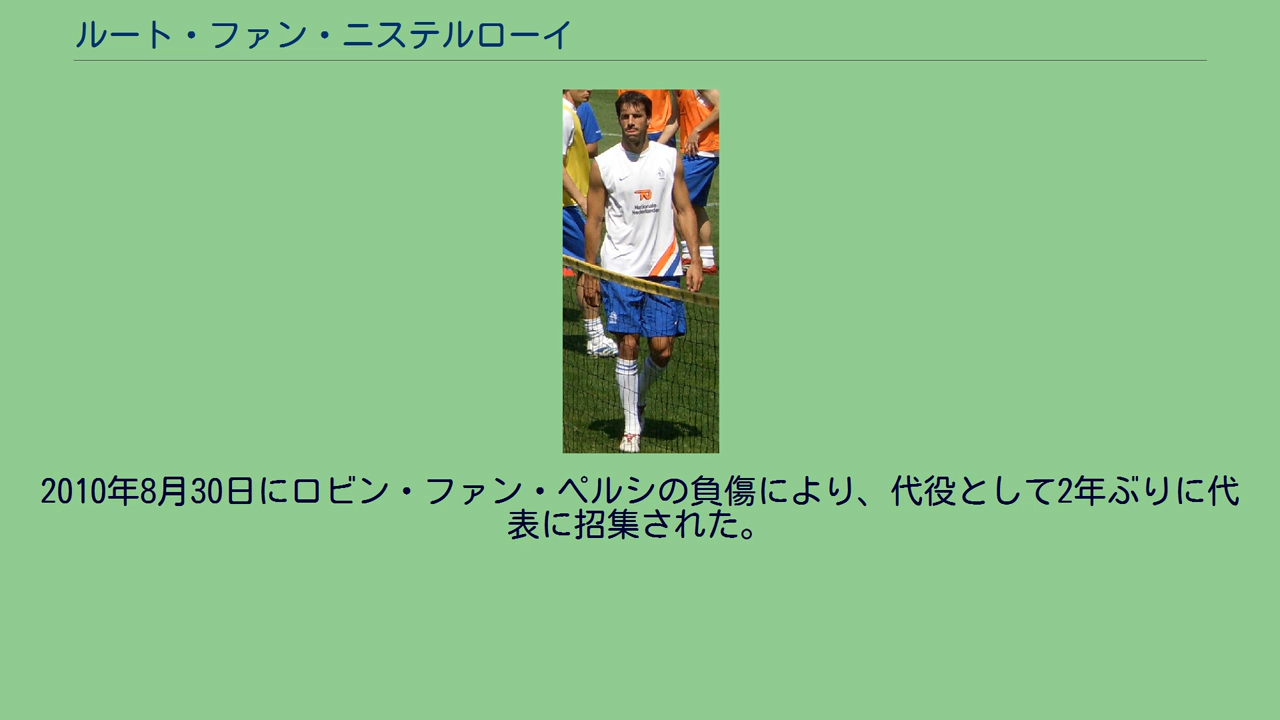 ルート・ファン・ニステルローイ
Nationale
Nederlanden
2010年8月30日にロビン・ファン・ペルシの負傷により、代役として2年ぶりに代
表に招集された。